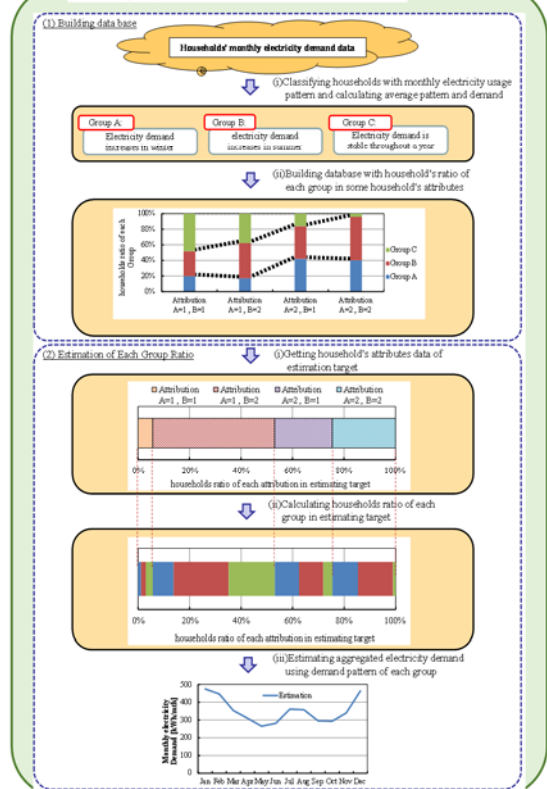 (1) Building data base
Households' monthly electricity demand data
(i)Classifying households with monthly electricity usage
pattern and calculating average pattern and demand
Group A:
Electricity demand
increases in winter
Group B:
electricity demand
increases in summer
Group C:
Electricity demand is
stable throughout a year
(ii)Building database with household's ratio of
each group in some household's attributes
households ratio of each
Group
100%
80%
60%
40%
20%
0%
Attribution
A=1 , B=1
Attribution
A=1, B=2
Attribution
A=2 , B=1
Attribution
A=2 , B=2
Group C
Group B
Group A
(2) Estimation of Each Group Ratio
(i)Getting household's attributes data of
estimation target
Attribution
A=1 , B=1
Attribution
A=1 , B=2
Attribution
A=2 , B=1
Attribution
A=2 , B=2
0% 20% 40% 60% 80% 100%
households ratio of each attribution in estimating target
(ii)Calculating households ratio of each
group in estimating target
0% 20% 40% 60% 80% 100%
households ratio of each attribution in estimating target
(iii)Estimating aggregated electricity demand
using demand pattern of each group
Monthly electricity
Demand [kWh/mth]
500
400
300
200
100
0
Estimation
Jan Feb Mar Apr May Jun Jul Aug Sep Oct Nov Dec